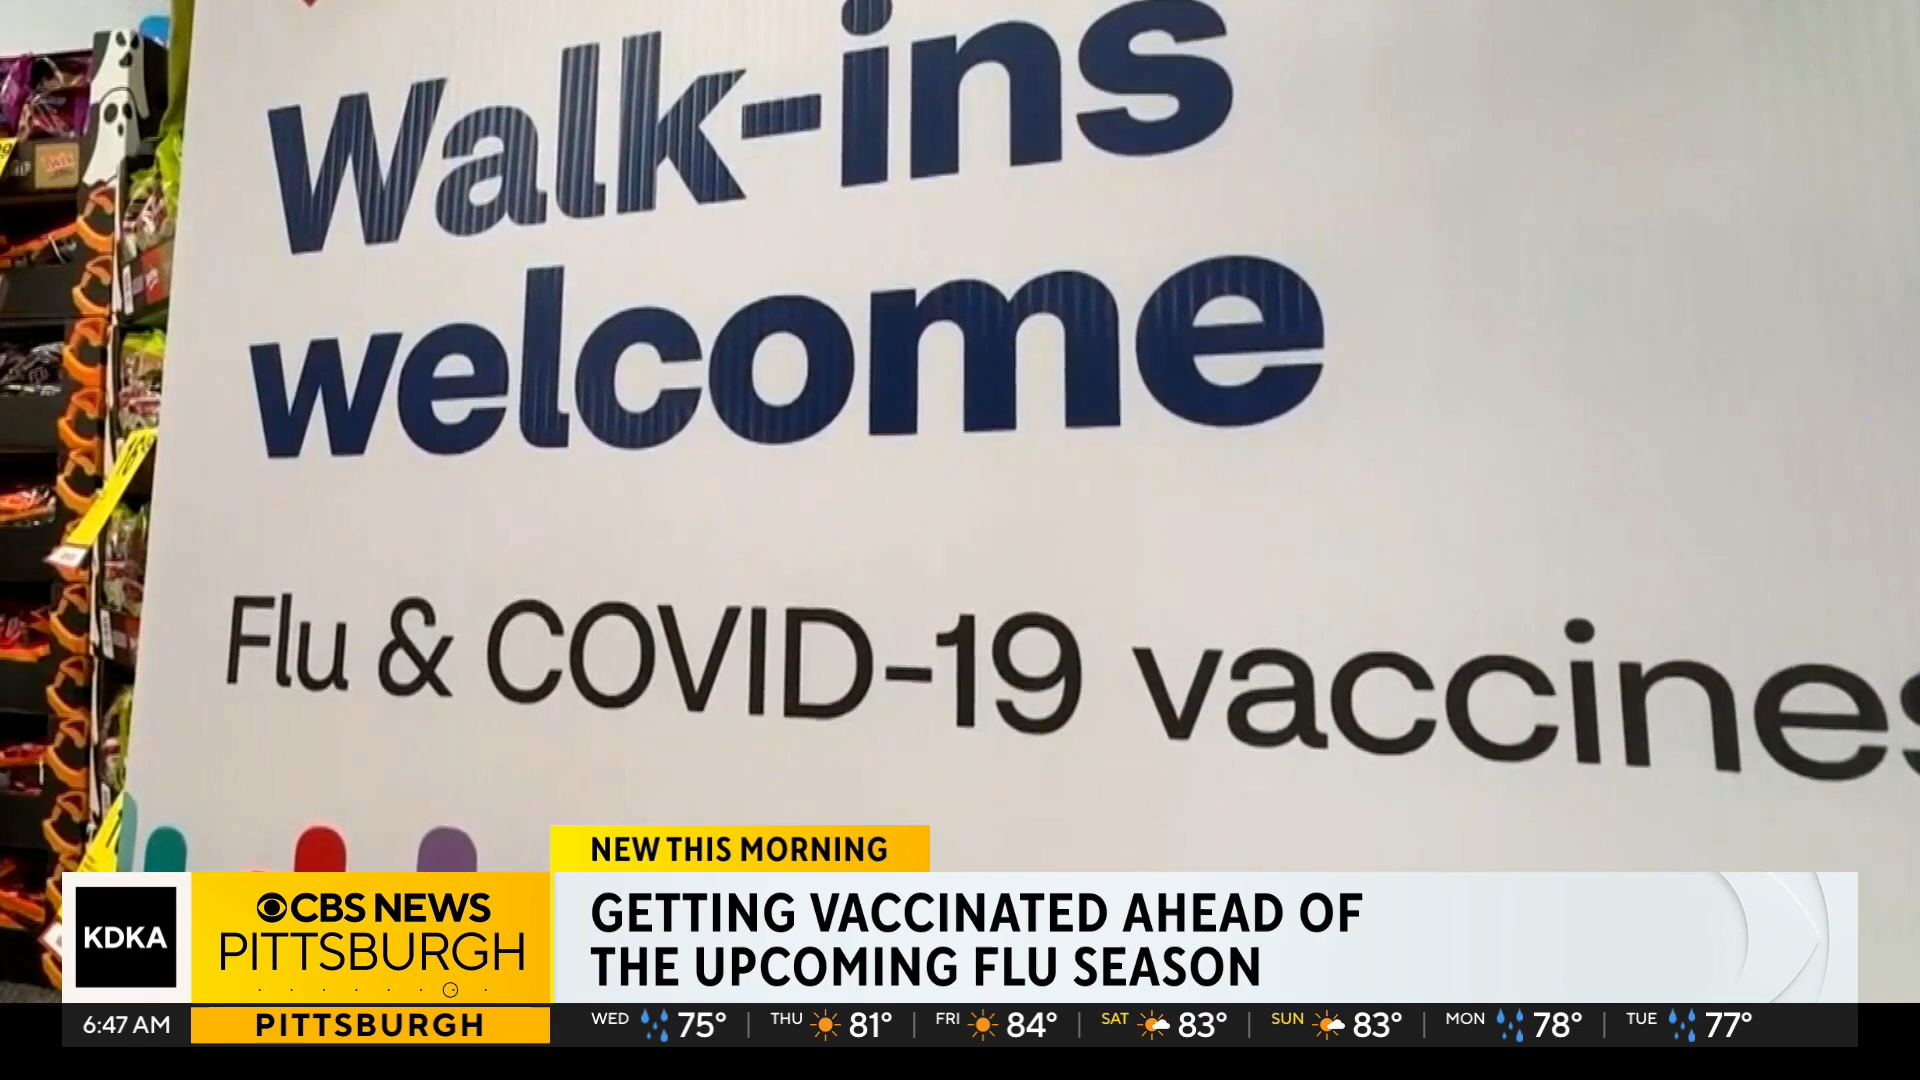 Walk-ins
welcome
Flu & COVID-19 vaccines
NEW THIS MORNING
KDKA
CBS NEWS
PITTSBURGH
GETTING VACCINATED AHEAD OF
THE UPCOMING FLU SEASON
6:47 AM
PITTSBURGH
WED 75° THU 81° FRI 84° SAT 83° SUN 83° MON 78° TUE 77°